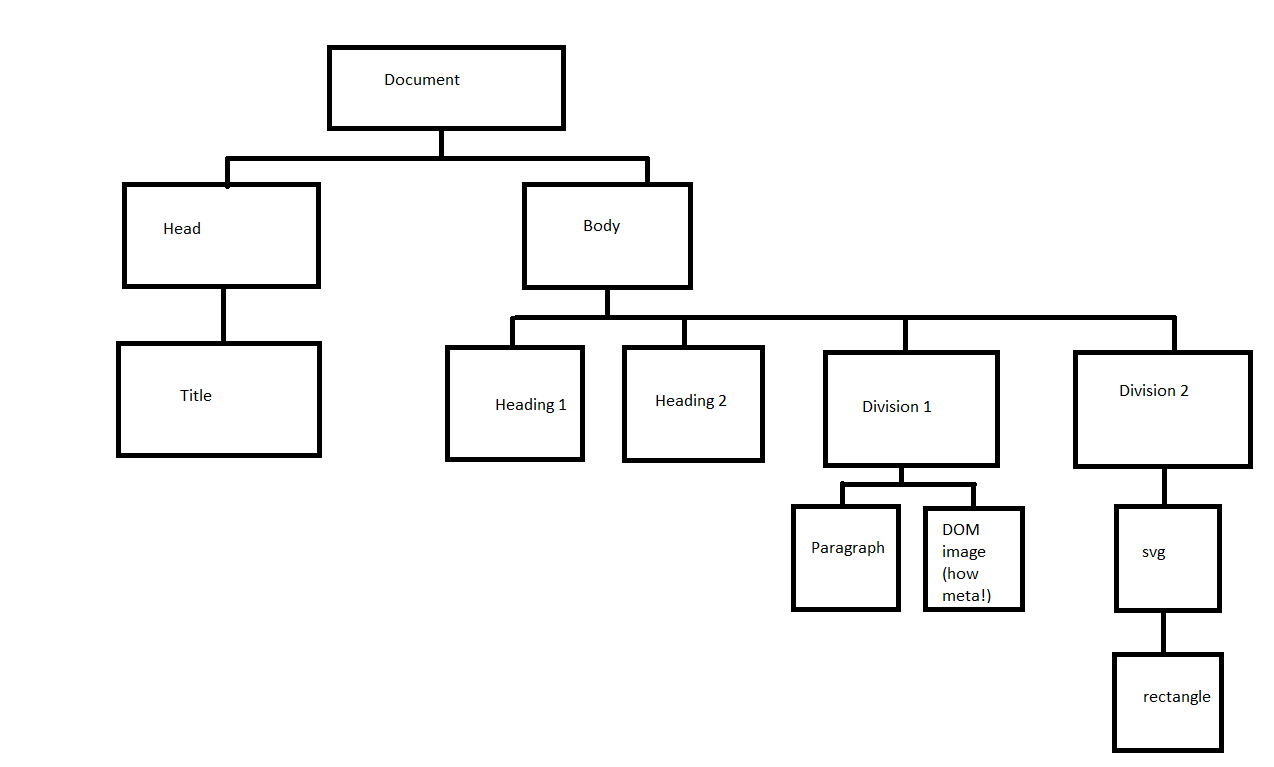 Document
Head
Body
Title
Heading 1
Heading 2
Division 1
Division 2
Paragraph
DOM
image
(how
meta!)
svg
rectangle